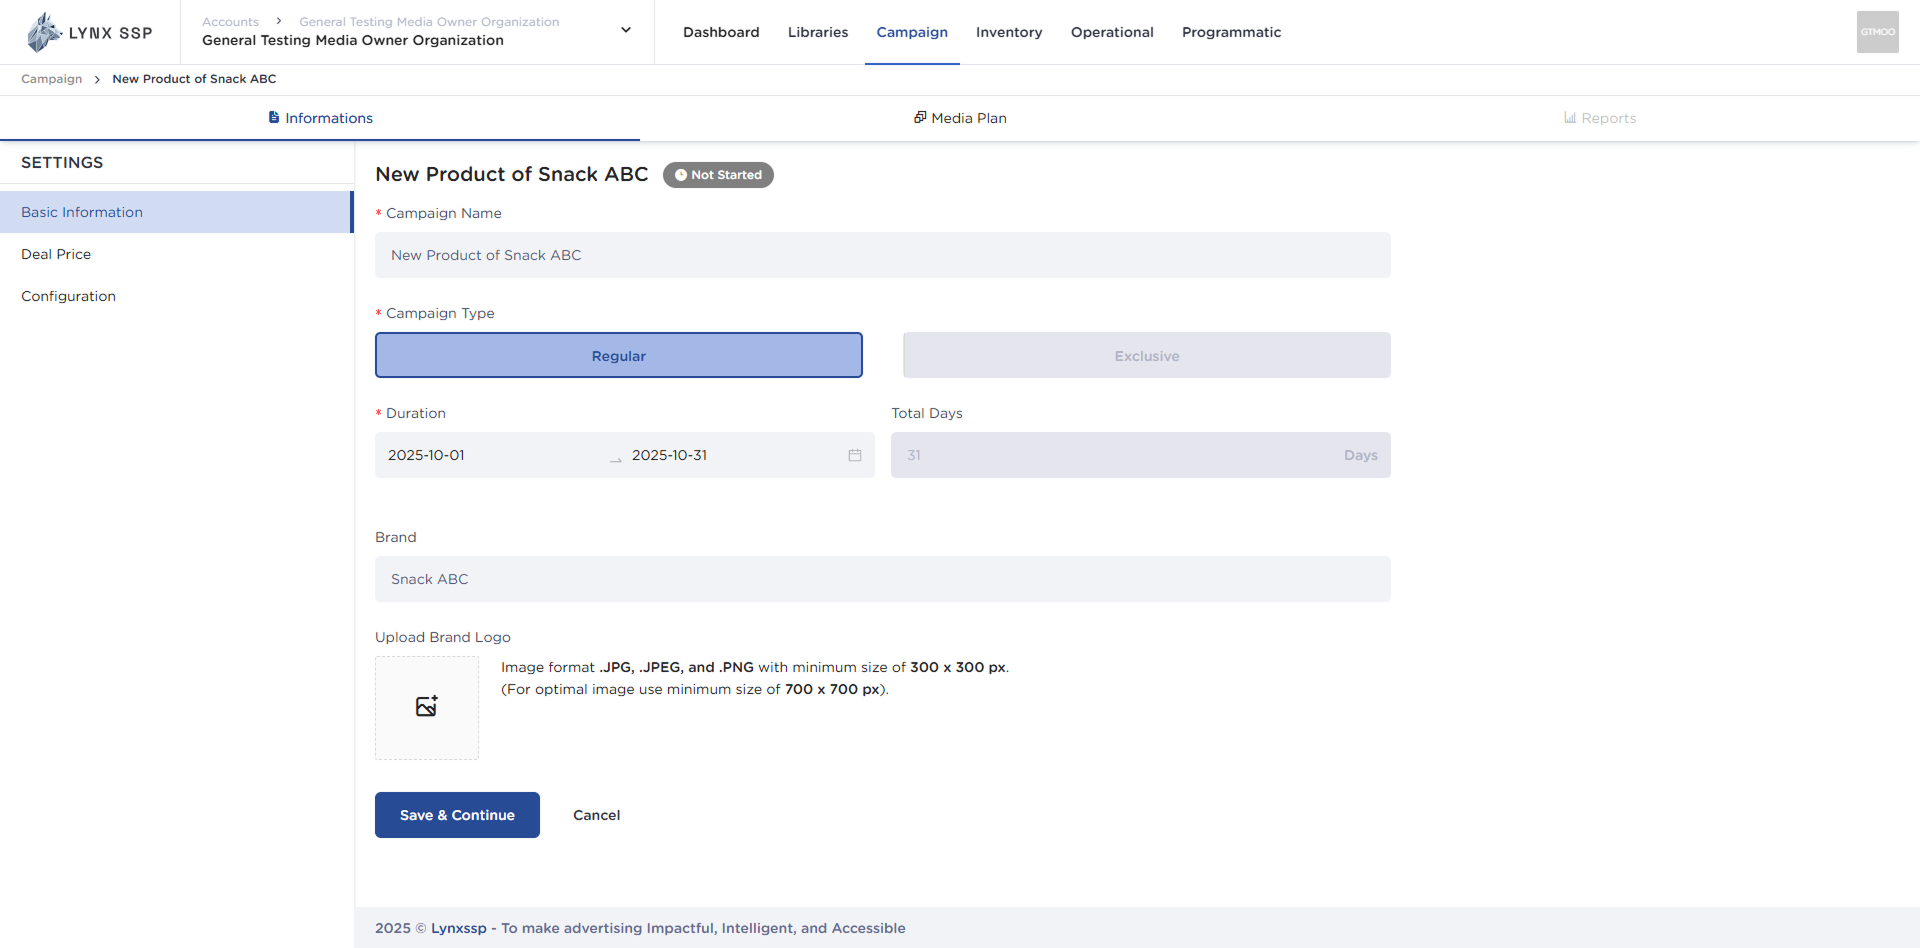 LYNX SSP
Accounts > General Testing Media Owner Organization
General Testing Media Owner Organization
Dashboard
Libraries
Campaign
Inventory
Operational
Programmatic
GTMOO
Campaign > New Product of Snack ABC
Informations
Media Plan
Reports
SETTINGS
Basic Information
Deal Price
Configuration
New Product of Snack ABC
Not Started
* Campaign Name
New Product of Snack ABC
* Campaign Type
Regular
Exclusive
* Duration
Total Days
2025-10-01 → 2025-10-31
31 Days
Brand
Snack ABC
Upload Brand Logo
Image format .JPG, .JPEG, and .PNG with minimum size of 300 x 300 px.
(For optimal image use minimum size of 700 x 700 px).
Save & Continue
Cancel
2025 © Lynxssp - To make advertising Impactful, Intelligent, and Accessible